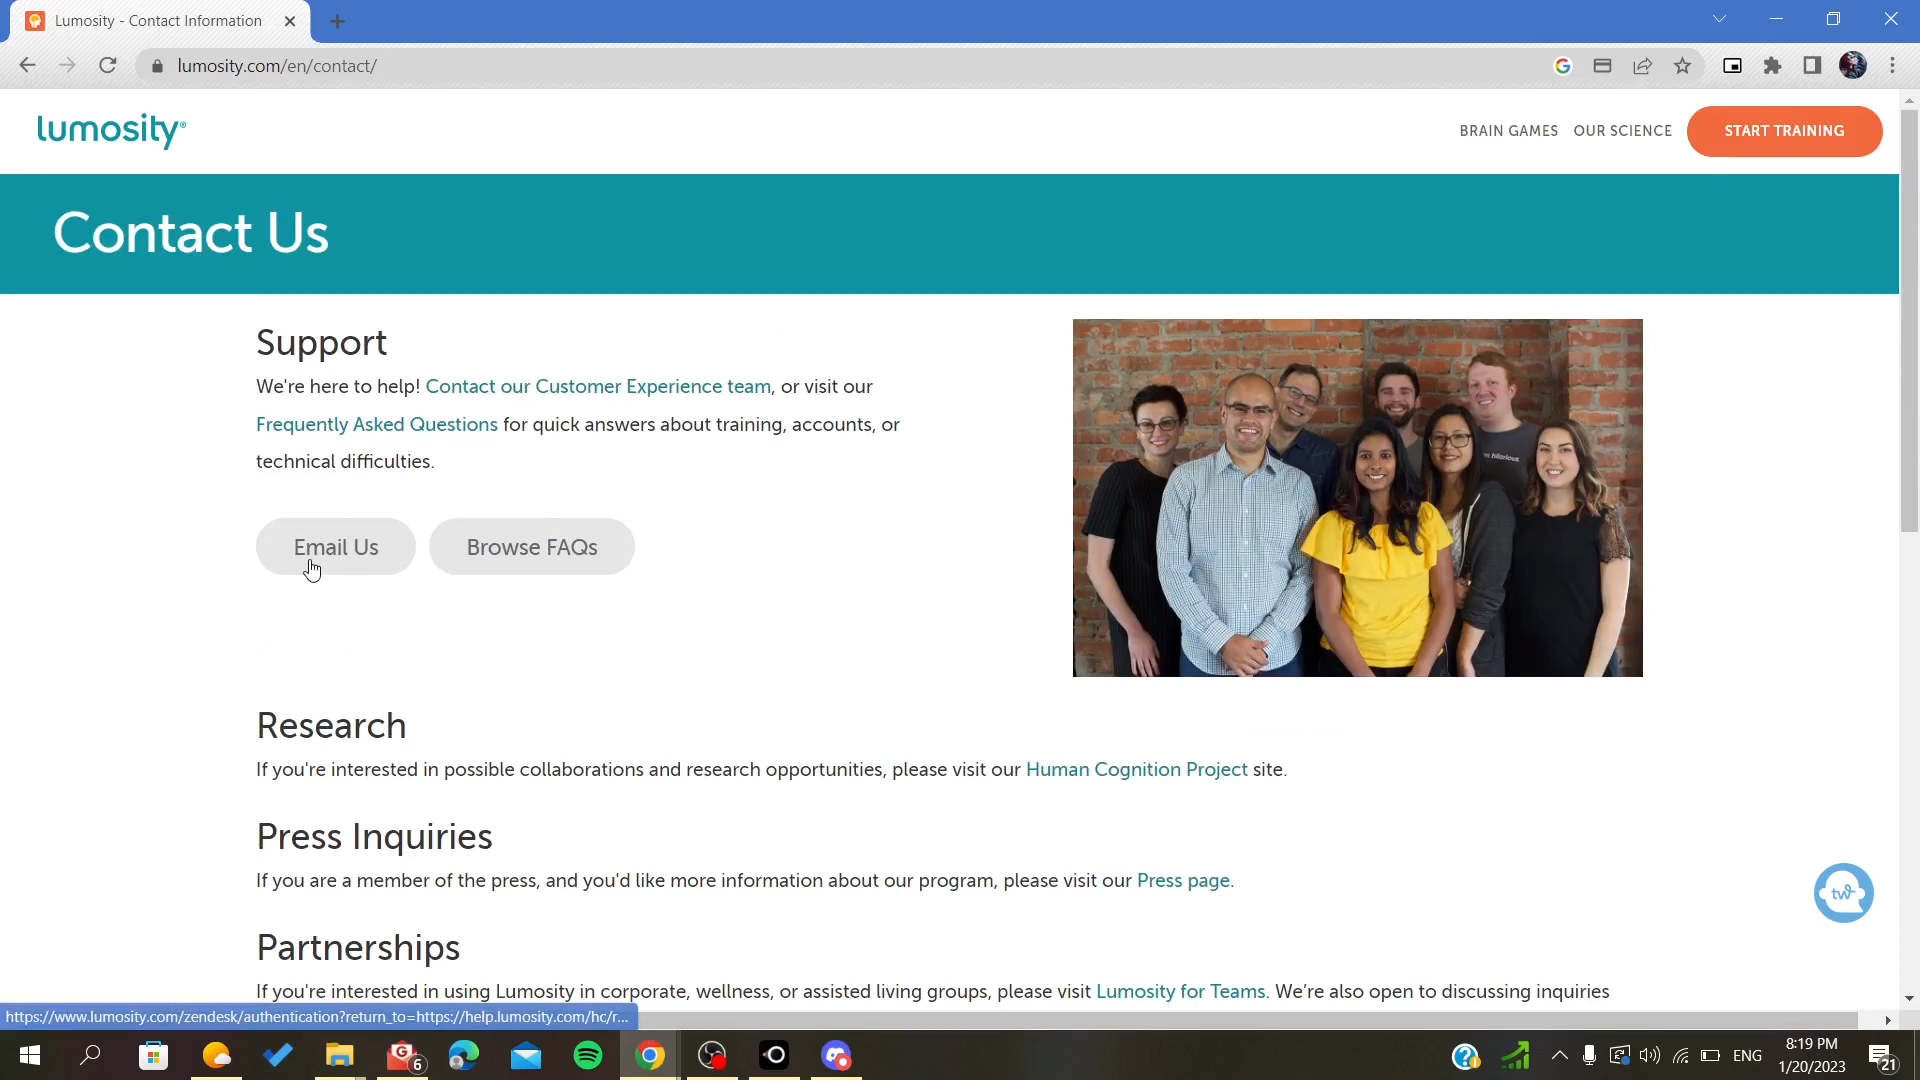 Lumosity - Contact Information
lumosity.com/en/contact/
lumosity®
BRAIN GAMES OUR SCIENCE START TRAINING
Contact Us
Support
We're here to help! Contact our Customer Experience team, or visit our
Frequently Asked Questions for quick answers about training, accounts, or
technical difficulties.
Email Us Browse FAQs
Research
If you're interested in possible collaborations and research opportunities, please visit our Human Cognition Project site.
Press Inquiries
If you are a member of the press, and you'd like more information about our program, please visit our Press page.
tw
Partnerships
If you're interested in using Lumosity in corporate, wellness, or assisted living groups, please visit Lumosity for Teams. We’re also open to discussing inquiries
https://www.lumosity.com/zendesk/authentication?return_to=https://help.lumosity.com/hc/r...
6
ENG
8:19 PM
1/20/2023
21